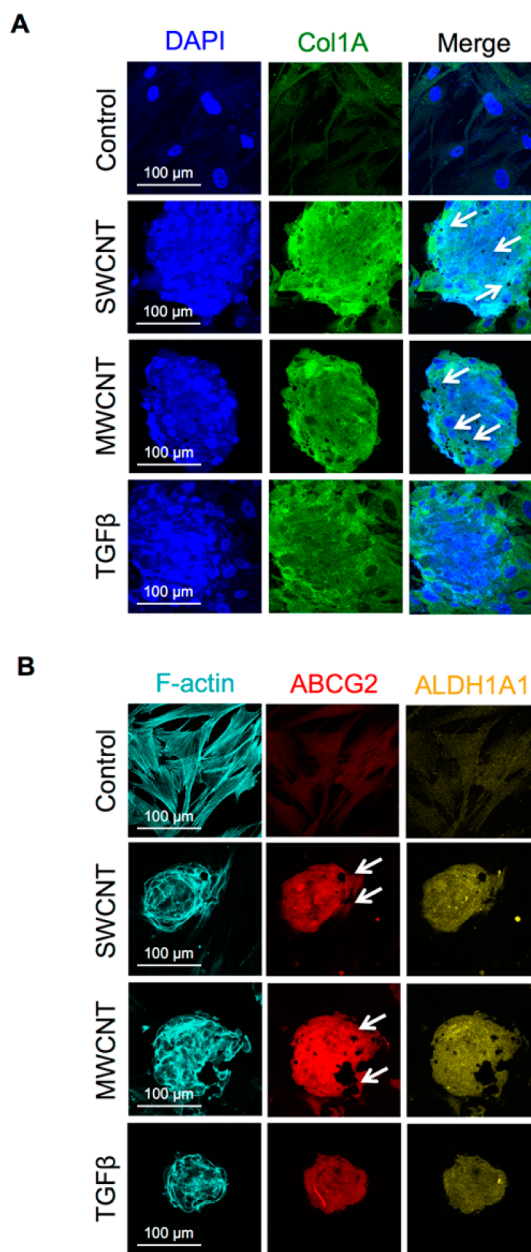 A
DAPI Col1A Merge
Control
100 µm
SWCNT
100 µm
MWCNT
100 µm
TGFβ
100 µm
B
F-actin ABCG2 ALDH1A1
Control
100 µm
SWCNT
100 µm
MWCNT
100 µm
TGFβ
100 µm